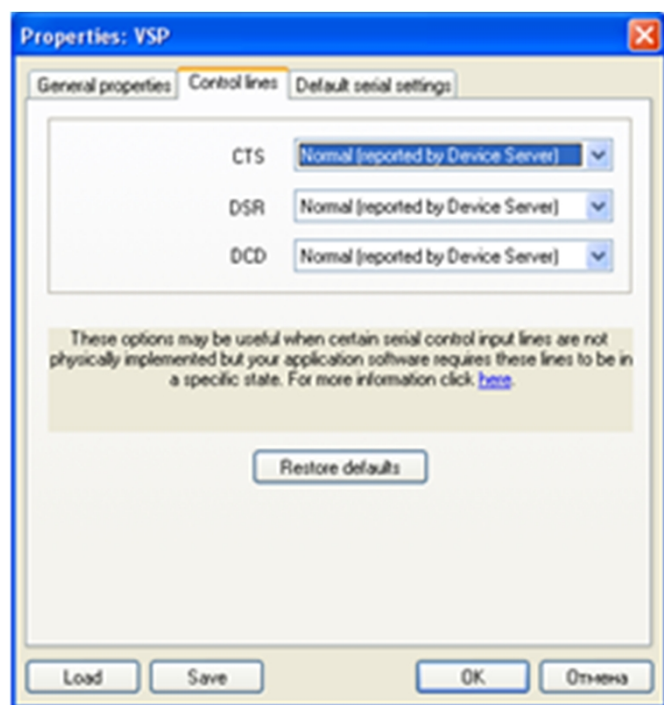 Properties: VSP
General properties
Control lines
Default serial settings
CTS
Normal (reported by Device Server)
DSR
Normal (reported by Device Server)
DCD
Normal (reported by Device Server)
These options may be useful when certain serial control input lines are not
physically implemented but your application software requires these lines to be in
a specific state. For more information click here.
Restore defaults
Load
Save
OK
Отмена